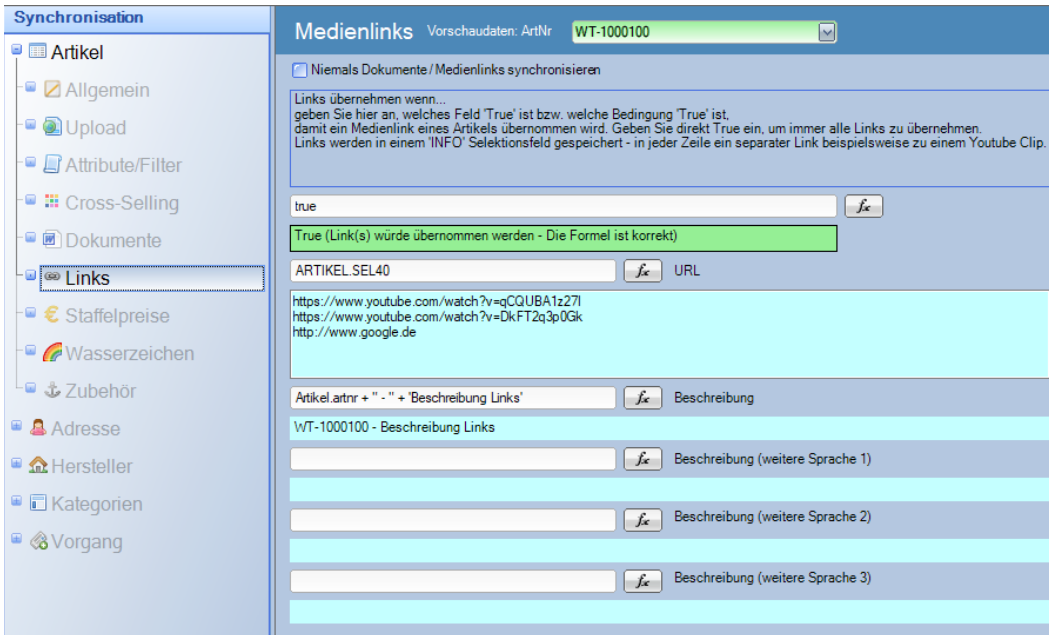 Synchronisation
Artikel
Allgemein
Upload
Attribute/Filter
Cross-Selling
Dokumente
Links
Staffelpreise
Wasserzeichen
Zubehör
Adresse
Hersteller
Kategorien
Vorgang
Medienlinks Vorschaudaten: ArtNr WT-1000100
Niemals Dokumente/Medienlinks synchronisieren
Links übernehmen wenn...
geben Sie hier an, welches Feld 'True' ist bzw. welche Bedingung 'True' ist,
damit ein Medienlink eines Artikels übernommen wird. Geben Sie direkt True ein, um immer alle Links zu übernehmen.
Links werden in einem 'INFO' Selektionsfeld gespeichert - in jeder Zeile ein separater Link beispielsweise zu einem Youtube Clip.
true fx
True (Link(s) würde übernommen werden - Die Formel ist korrekt)
ARTIKEL.SEL40 fx URL
https://www.youtube.com/watch?v=qCQUBA1z27I
https://www.youtube.com/watch?v=DkFT2q3p0Gk
http://www.google.de
Artikel.artnr + " - " + 'Beschreibung Links' fx Beschreibung
WT-1000100 - Beschreibung Links
fx Beschreibung (weitere Sprache 1)
fx Beschreibung (weitere Sprache 2)
fx Beschreibung (weitere Sprache 3)